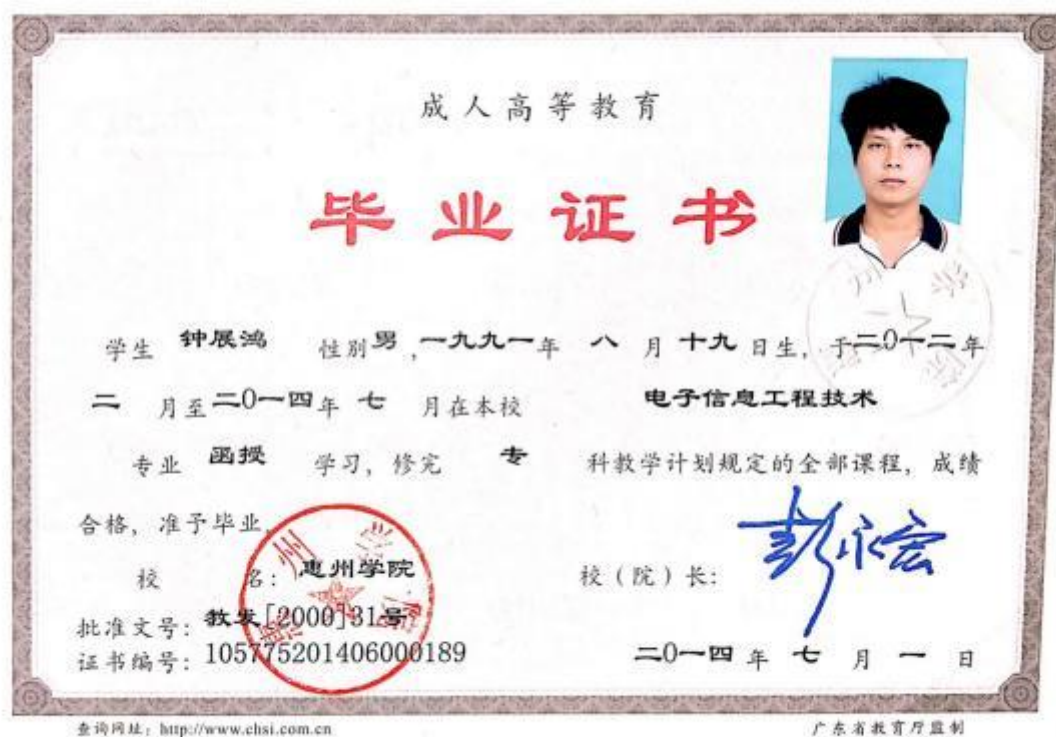 成人高等教育
毕业证书
学生 钟展鸿 性别 男 ,一九九一年 八 月 十九 日生, 于二0一二年
二 月至 二0一四年 七 月在本校 电子信息工程技术
专业 函授 学习, 修完 专 科教学计划规定的全部课程, 成绩
合格, 准予毕业.
校 名: 惠州学院
校（院）长: 彭永宏
批准文号: 教发[2000]31号
证书编号: 105775201406000189
二0一四 年 七 月 一 日
查询网址: http://www.chsi.com.cn
广东省教育厅监制